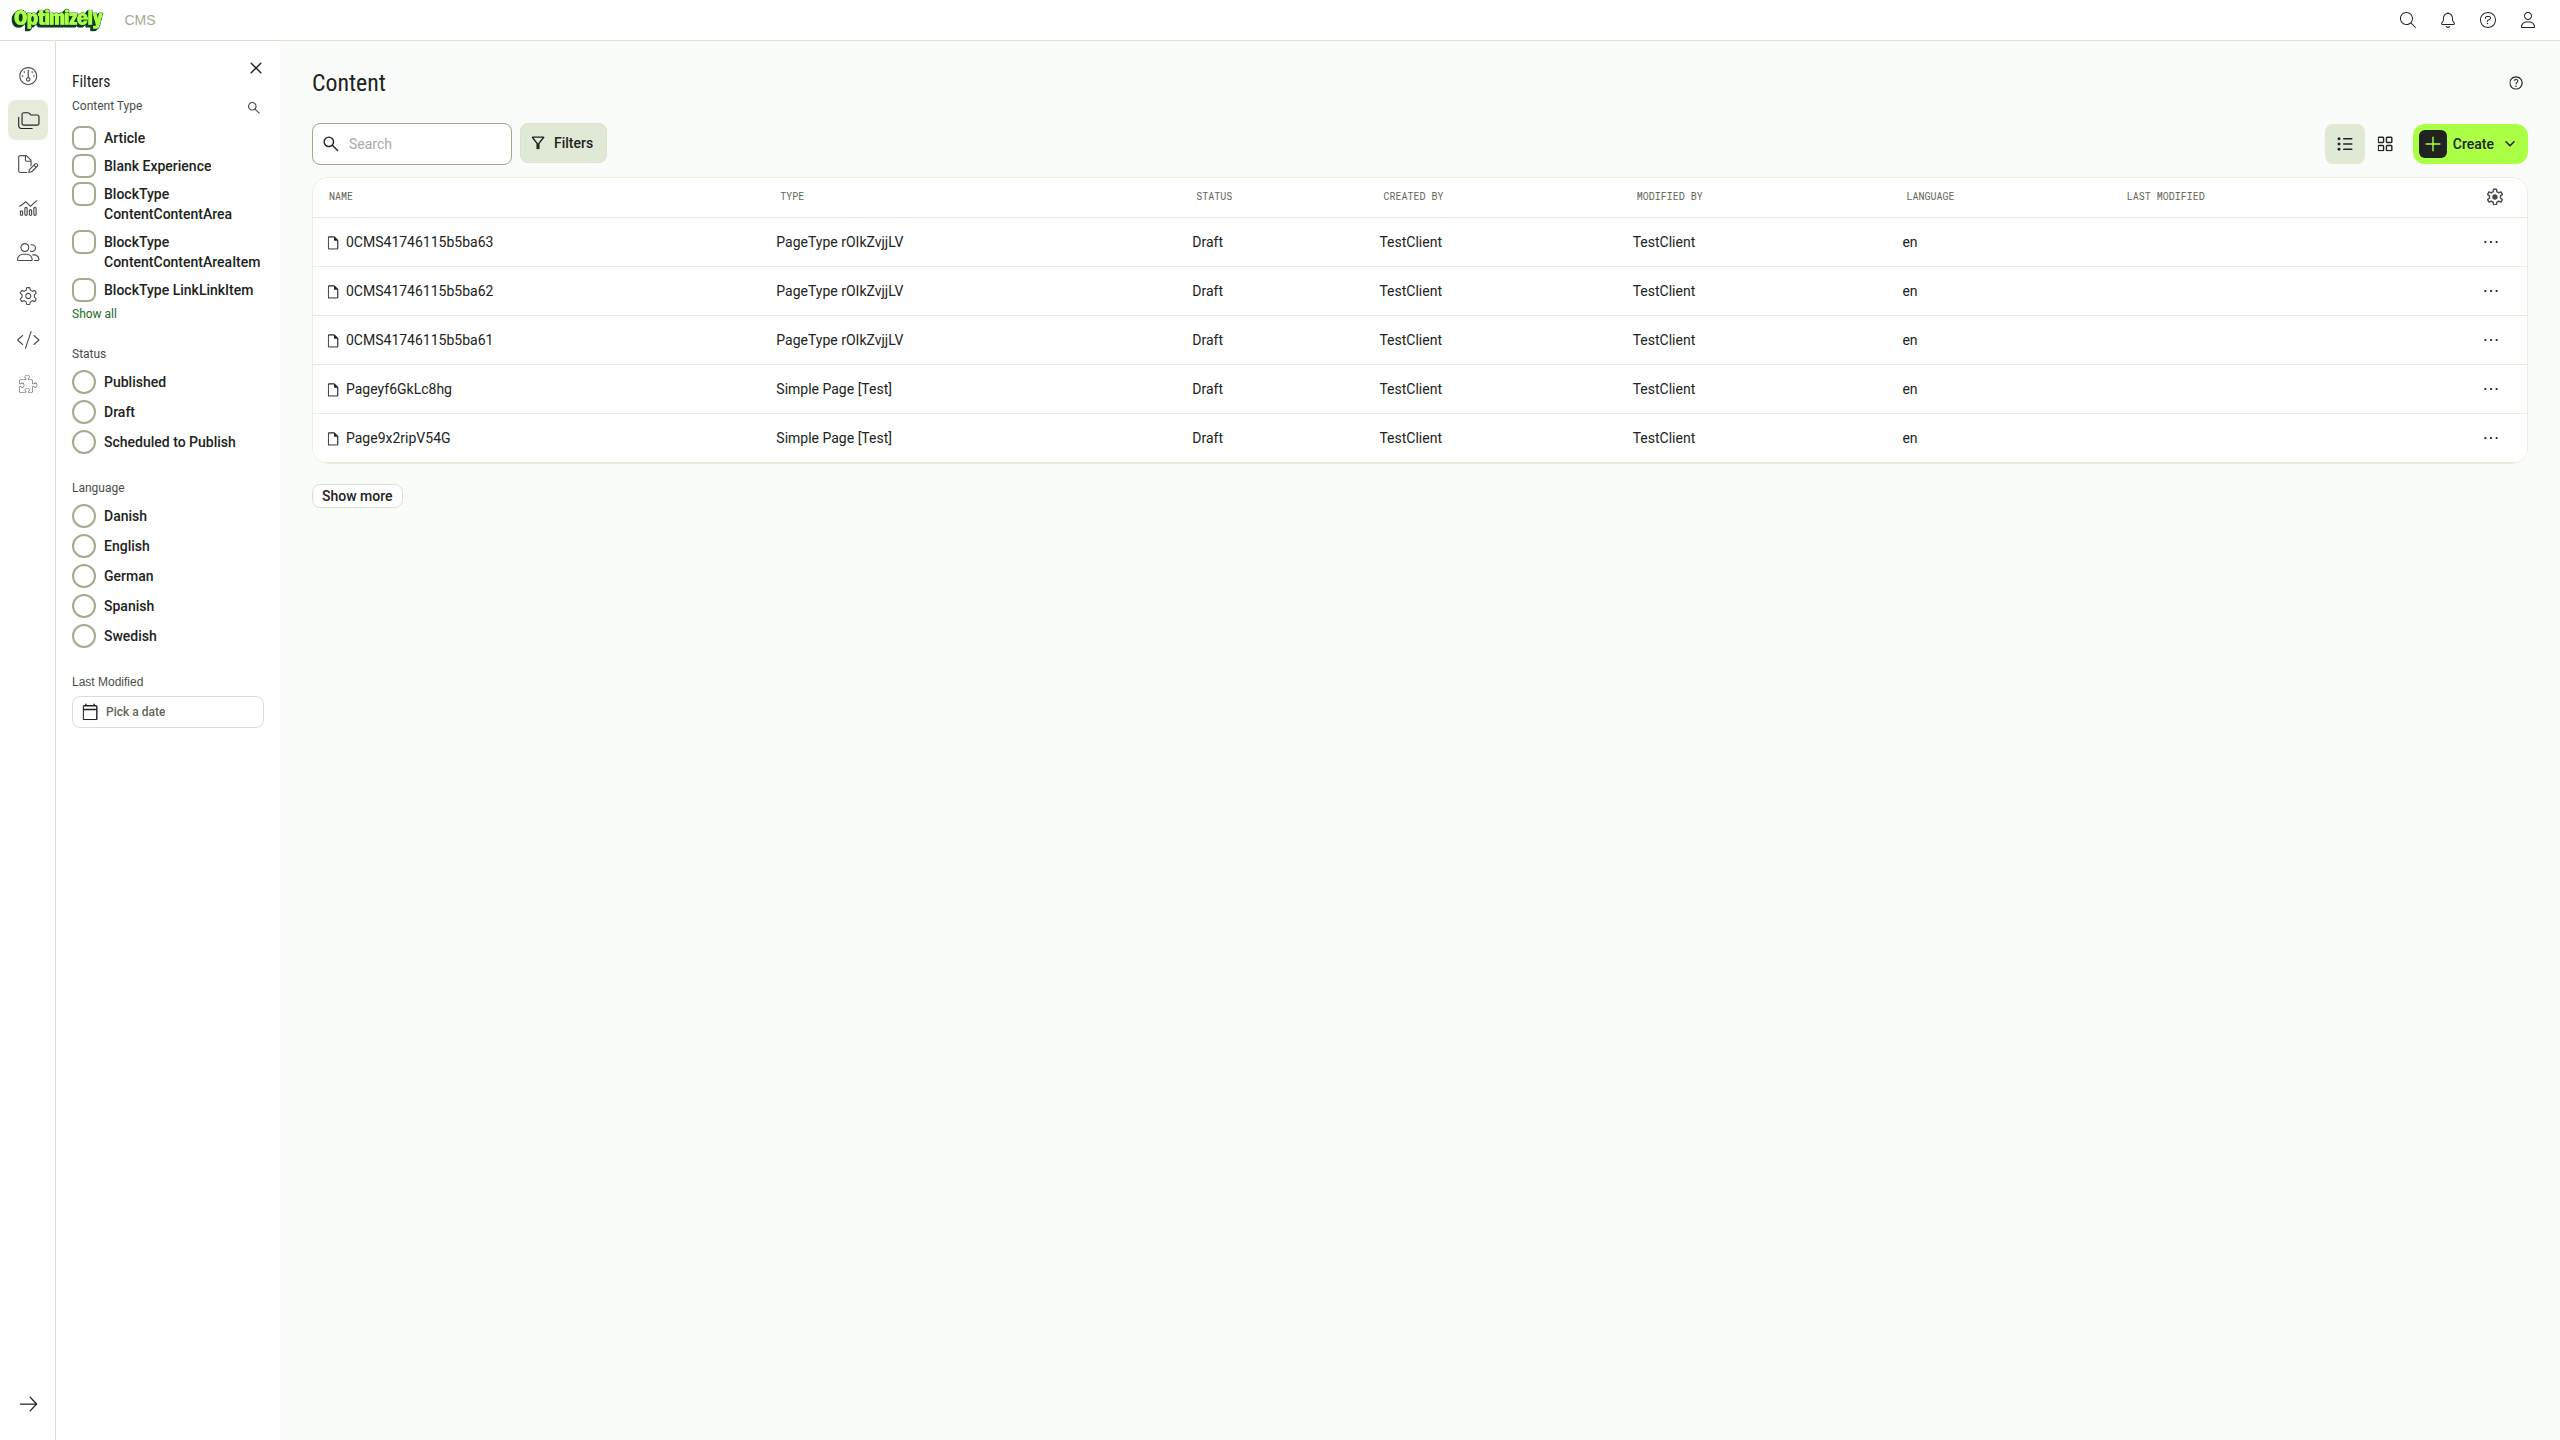 Optimizely CMS
Filters
Content Type
Article
Blank Experience
BlockType
ContentContentArea
BlockType
ContentContentAreaItem
BlockType LinkLinkItem
Show all
Status
Published
Draft
Scheduled to Publish
Language
Danish
English
German
Spanish
Swedish
Last Modified
Pick a date
Content
Search Filters Create
NAME TYPE STATUS CREATED BY MODIFIED BY LANGUAGE LAST MODIFIED
0CMS41746115b5ba63 PageType rOlkZvjjLV Draft TestClient TestClient en
0CMS41746115b5ba62 PageType rOlkZvjjLV Draft TestClient TestClient en
0CMS41746115b5ba61 PageType rOlkZvjjLV Draft TestClient TestClient en
Pageyf6GkLc8hg Simple Page [Test] Draft TestClient TestClient en
Page9x2ripV54G Simple Page [Test] Draft TestClient TestClient en
Show more